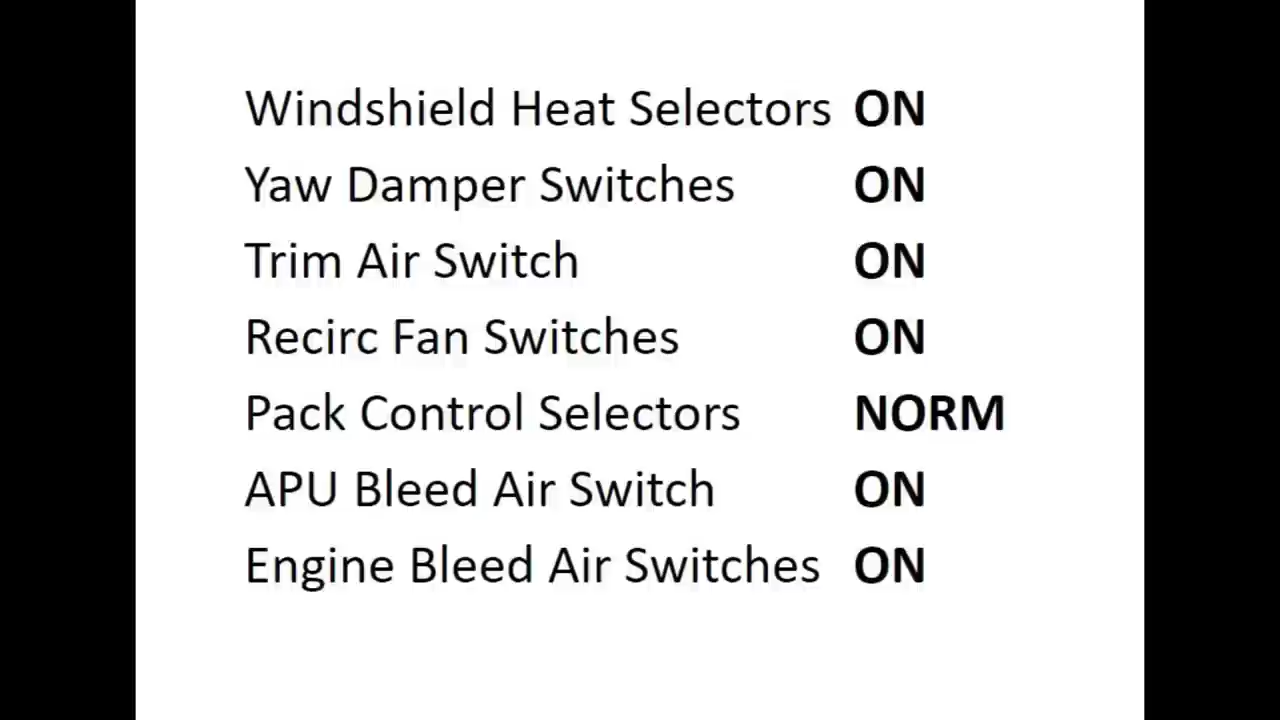 Windshield Heat Selectors ON
Yaw Damper Switches ON
Trim Air Switch ON
Recirc Fan Switches ON
Pack Control Selectors NORM
APU Bleed Air Switch ON
Engine Bleed Air Switches ON